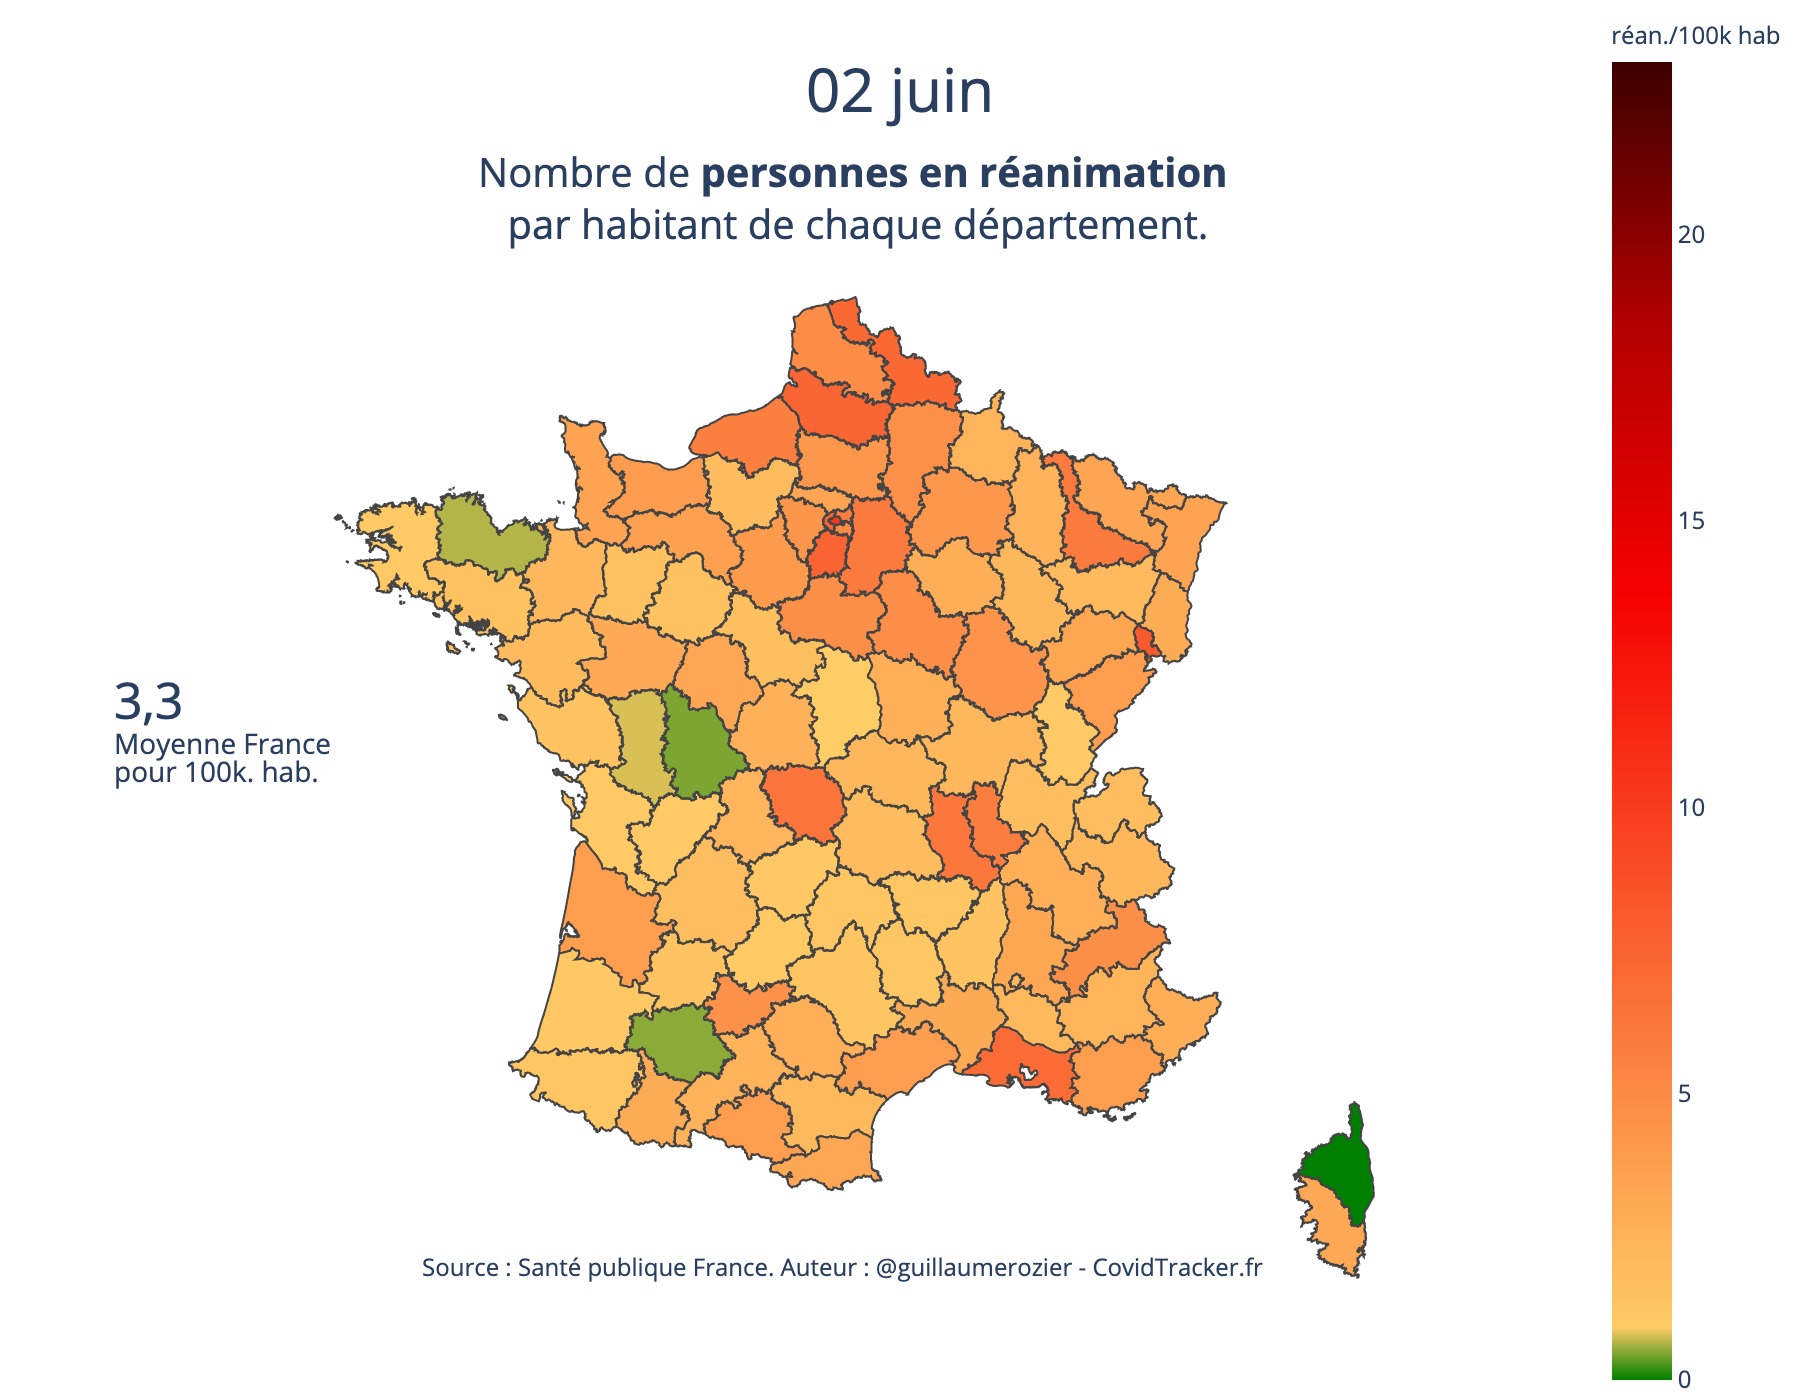 réan./100k hab
02 juin
Nombre de personnes en réanimation
par habitant de chaque département.
20
15
3,3
Moyenne France
pour 100k. hab.
10
5
Source : Santé publique France. Auteur : @guillaumerozier - CovidTracker.fr
0